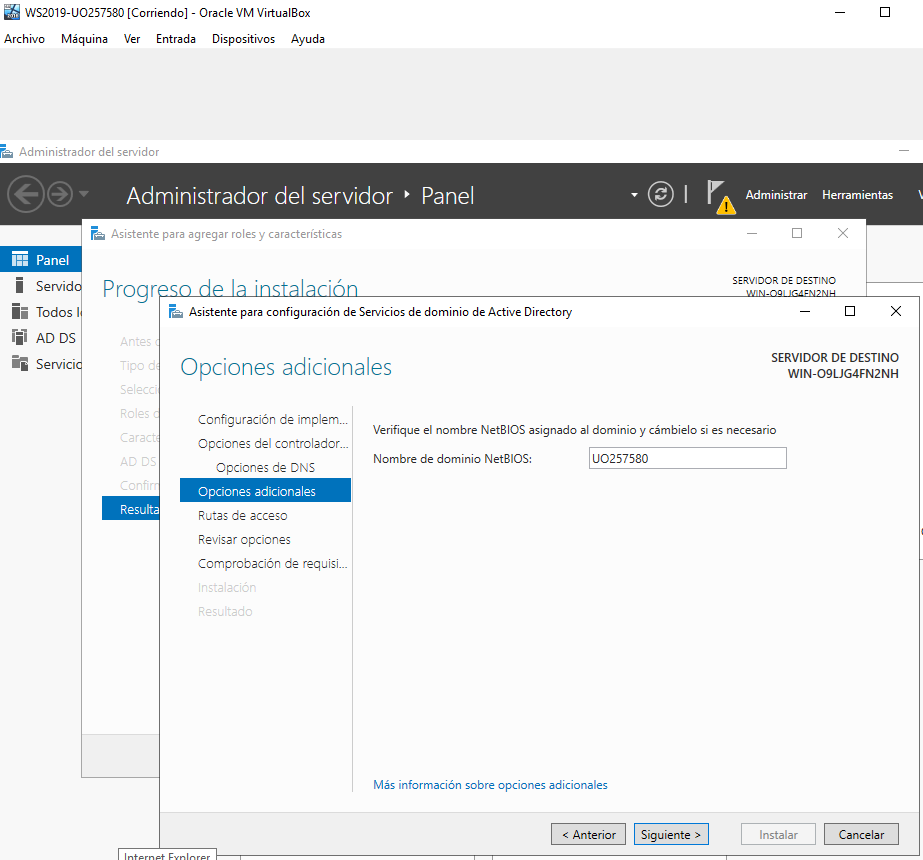 WS2019-UO257580 [Corriendo] - Oracle VM VirtualBox
Archivo Máquina Ver Entrada Dispositivos Ayuda
Administrador del servidor
Administrador del servidor Panel
Administrar Herramientas
Asistente para agregar roles y características
Panel
Servido
Todos l
AD DS
Servicio
Progreso de la instalación
SERVIDOR DE DESTINO
WIN-O9LJG4FN2NH
Antes
Tipo de
Selecci
Roles
Caracte
AD DS
Confir
Resulta
Asistente para configuración de Servicios de dominio de Active Directory
Opciones adicionales
SERVIDOR DE DESTINO
WIN-O9LJG4FN2NH
Configuración de implem...
Opciones del controlador...
Opciones de DNS
Opciones adicionales
Rutas de acceso
Revisar opciones
Comprobación de requisi...
Instalación
Resultado
Verifique el nombre NetBIOS asignado al dominio y cámbielo si es necesario
Nombre de dominio NetBIOS: UO257580
Más información sobre opciones adicionales
< Anterior Siguiente > Instalar Cancelar
Internet Explorer